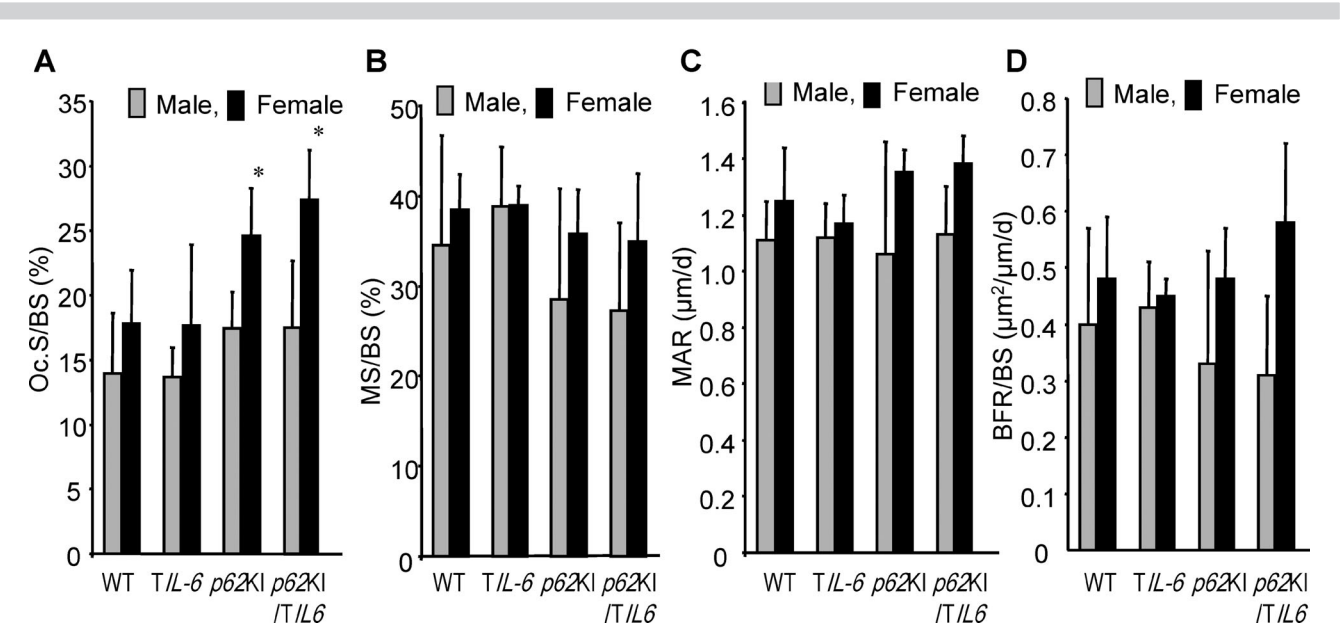 A
Male, Female
Oc.S/BS (%)
35
30
25
20
15
10
5
0
*
*
WT TIL-6 p62KI p62KI
/TIL6
B
Male, Female
MS/BS (%)
50
40
30
20
10
0
WT TIL-6 p62KI p62KI
/TIL6
C
Male, Female
MAR (μm/d)
1.6
1.4
1.2
1.0
0.8
0.6
0.4
0.2
0
WT TIL-6 p62KI p62KI
/TIL6
D
Male, Female
BFR/BS (μm²/μm/d)
0.8
0.7
0.6
0.5
0.4
0.3
0.2
0.1
0
WT TIL-6 p62KI p62KI
/TIL6